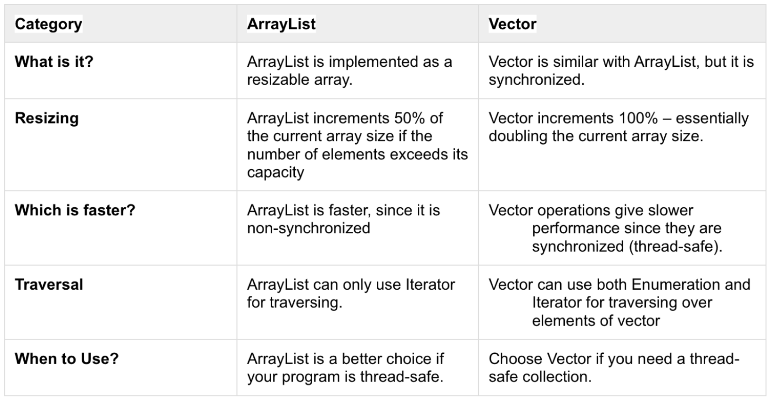 Category
ArrayList
Vector
What is it?
ArrayList is implemented as a
resizable array.
Vector is similar with ArrayList, but it is
synchronized.
Resizing
ArrayList increments 50% of
the current array size if the
number of elements exceeds its
capacity
Vector increments 100% – essentially
doubling the current array size.
Which is faster?
ArrayList is faster, since it is
non-synchronized
Vector operations give slower
performance since they are
synchronized (thread-safe).
Traversal
ArrayList can only use Iterator
for traversing.
Vector can use both Enumeration and
Iterator for traversing over
elements of vector
When to Use?
ArrayList is a better choice if
your program is thread-safe.
Choose Vector if you need a thread-
safe collection.